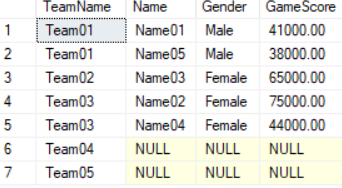 TeamName Name Gender GameScore
1 Team01 Name01 Male 41000.00
2 Team01 Name05 Male 38000.00
3 Team02 Name03 Female 65000.00
4 Team03 Name02 Female 75000.00
5 Team03 Name04 Female 44000.00
6 Team04 NULL NULL NULL
7 Team05 NULL NULL NULL